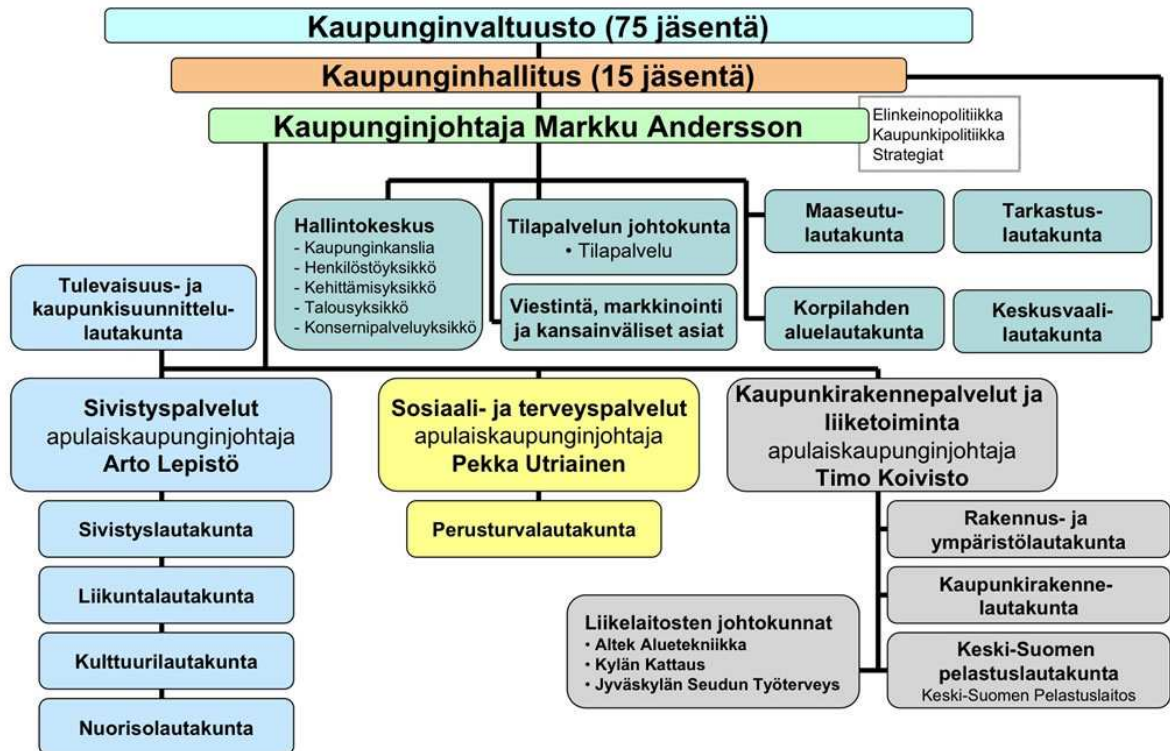 Kaupunginvaltuusto (75 jäsentä)
Kaupunginhallitus (15 jäsentä)
Kaupunginjohtaja Markku Andersson
Elinkeinopolitiikka
Kaupunkipolitiikka
Strategiat
Hallintokeskus
- Kaupunginkanslia
- Henkilöstöyksikkö
- Kehittämisyksikkö
- Talousyksikkö
- Konsernipalveluyksikkö
Tilapalvelun johtokunta
• Tilapalvelu
Viestintä, markkinointi
ja kansainväliset asiat
Maaseutu-
lautakunta
Tarkastus-
lautakunta
Korpilahden
aluelautakunta
Keskusvaali-
lautakunta
Tulevaisuus- ja
kaupunkisuunnittelu-
lautakunta
Sivistyspalvelut
apulaiskaupunginjohtaja
Arto Lepistö
Sivistyslautakunta
Liikuntalautakunta
Kulttuurilautakunta
Nuorisolautakunta
Sosiaali- ja terveyspalvelut
apulaiskaupunginjohtaja
Pekka Utriainen
Perusturvalautakunta
Kaupunkirakennepalvelut ja
liiketoiminta
apulaiskaupunginjohtaja
Timo Koivisto
Rakennus- ja
ympäristölautakunta
Kaupunkirakenne-
lautakunta
Liikelaitosten johtokunnat
• Altek Aluetekniikka
• Kylän Kattaus
• Jyväskylän Seudun Työterveys
Keski-Suomen
pelastuslautakunta
Keski-Suomen Pelastuslaitos